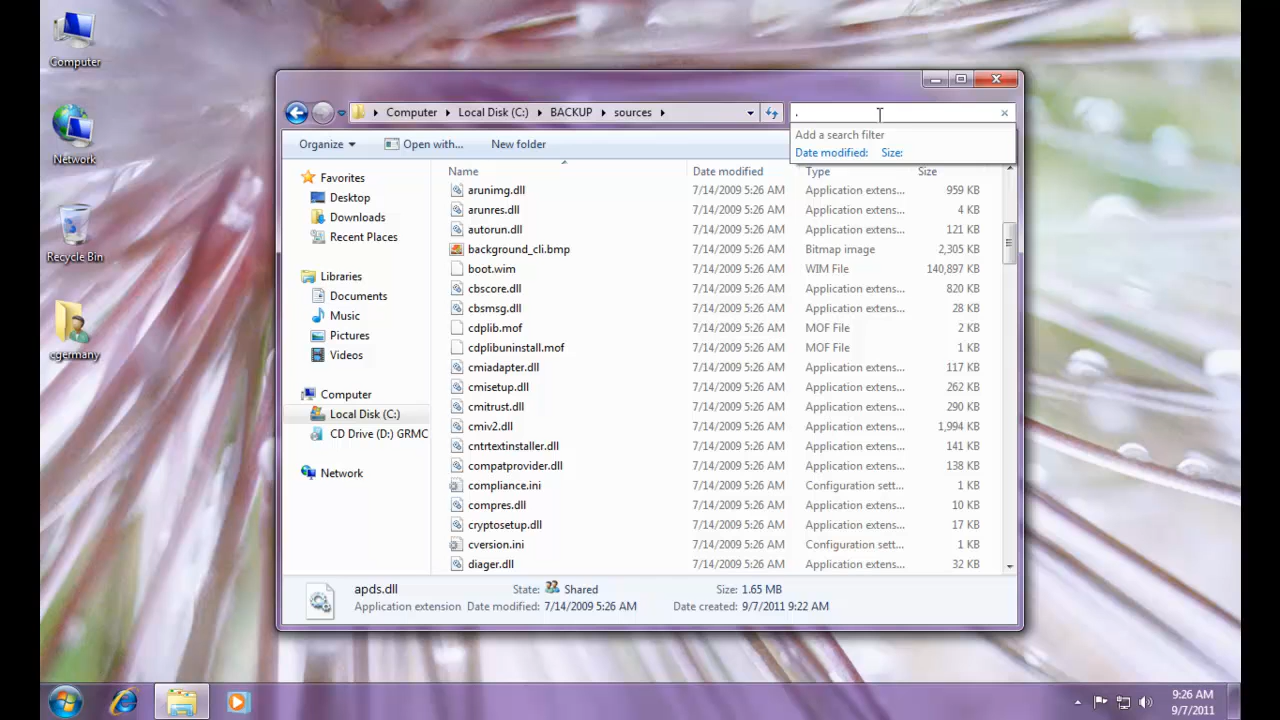 Computer
Network
Recycle Bin
cgermany
Computer Local Disk (C:) BACKUP sources
.
Add a search filter
Date modified: Size:
Organize Open with... New folder
Favorites
Desktop
Downloads
Recent Places
Libraries
Documents
Music
Pictures
Videos
Computer
Local Disk (C:)
CD Drive (D:) GRMC
Network
Name Date modified Type Size
arunimg.dll 7/14/2009 5:26 AM Application extens... 959 KB
arunres.dll 7/14/2009 5:26 AM Application extens... 4 KB
autorun.dll 7/14/2009 5:26 AM Application extens... 121 KB
background_cli.bmp 7/14/2009 5:26 AM Bitmap image 2,305 KB
boot.wim 7/14/2009 5:26 AM WIM File 140,897 KB
cbscore.dll 7/14/2009 5:26 AM Application extens... 820 KB
cbsmsg.dll 7/14/2009 5:26 AM Application extens... 28 KB
cdplib.mof 7/14/2009 5:26 AM MOF File 2 KB
cdplibuninstall.mof 7/14/2009 5:26 AM MOF File 1 KB
cmiadapter.dll 7/14/2009 5:26 AM Application extens... 117 KB
cmisetup.dll 7/14/2009 5:26 AM Application extens... 262 KB
cmitrust.dll 7/14/2009 5:26 AM Application extens... 290 KB
cmiv2.dll 7/14/2009 5:26 AM Application extens... 1,994 KB
cntrtextinstaller.dll 7/14/2009 5:26 AM Application extens... 141 KB
compatprovider.dll 7/14/2009 5:26 AM Application extens... 138 KB
compliance.ini 7/14/2009 5:26 AM Configuration sett... 1 KB
compres.dll 7/14/2009 5:26 AM Application extens... 10 KB
cryptosetup.dll 7/14/2009 5:26 AM Application extens... 17 KB
cversion.ini 7/14/2009 5:26 AM Configuration sett... 1 KB
diager.dll 7/14/2009 5:26 AM Application extens... 32 KB
apds.dll State: Shared Size: 1.65 MB
Application extension Date modified: 7/14/2009 5:26 AM Date created: 9/7/2011 9:22 AM
9:26 AM
9/7/2011